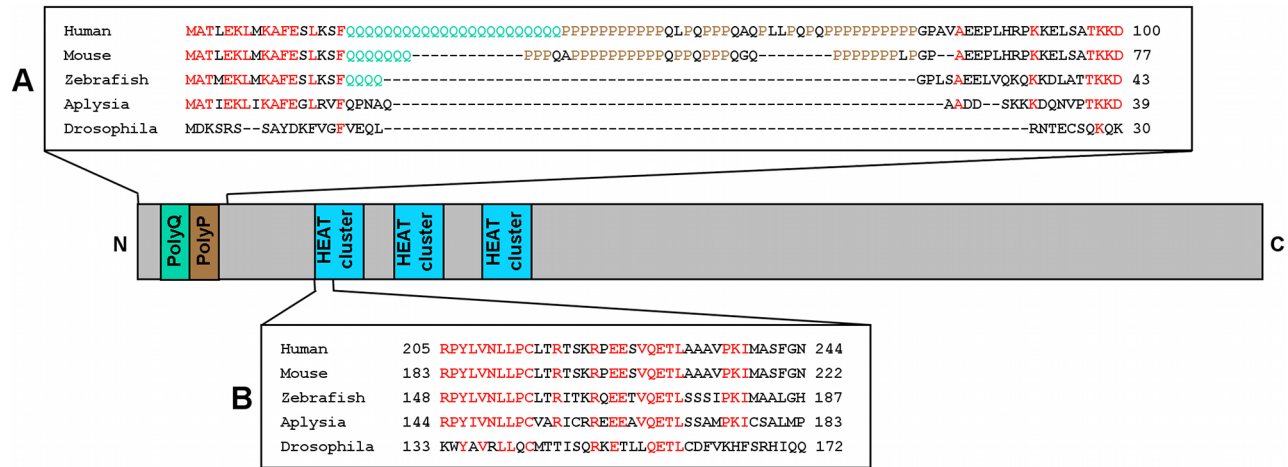 A
Human MATLEKLMKAFESLKSFQQQQQQQQQQQQQQQQQQQQQQQPPPPPPPPPPPQLPQPPPQAQPLLPQPQPPPPPPPPPPGPAVAEEPLHRPKKELSATKKD 100
Mouse MATLEKLMKAFESLKSFQQQQQQQ------------PPPQAPPPPPPPPPPQPPQPPPQGQ--------PPPPPPPLPGP--AEEPLHRPKKELSATKKD 77
Zebrafish MATMEKLMKAFESLKSFQQQQ---------------------------------------------------------GPLSAEELVQKQKKDLATTKKD 43
Aplysia MATIEKLIKAFEGLRVFQPNAQ-----------------------------------------------------------AADD--SKKKDQNVPTKKD 39
Drosophila MDKSRS--SAYDKFVGFVEQL---------------------------------------------------------------------RNTECSQKQK 30
N
PolyQ
PolyP
HEAT
cluster
HEAT
cluster
HEAT
cluster
C
B
Human 205 RPYLVNLLPCLTRTSKRPEESVQETLAAAVPKIMASFGN 244
Mouse 183 RPYLVNLLPCLTRTSKRPEESVQETLAAAVPKIMASFGN 222
Zebrafish 148 RPYLVNLLPCLTRITKRQEETVQETLSSSIPKIMAALGH 187
Aplysia 144 RPYIVNLLPCVARICRREEEAVQETLSSAMPKICSALMP 183
Drosophila 133 KWYAVRLLQCMTTISQRKETLLQETLCDFVKHFSRHIQQ 172